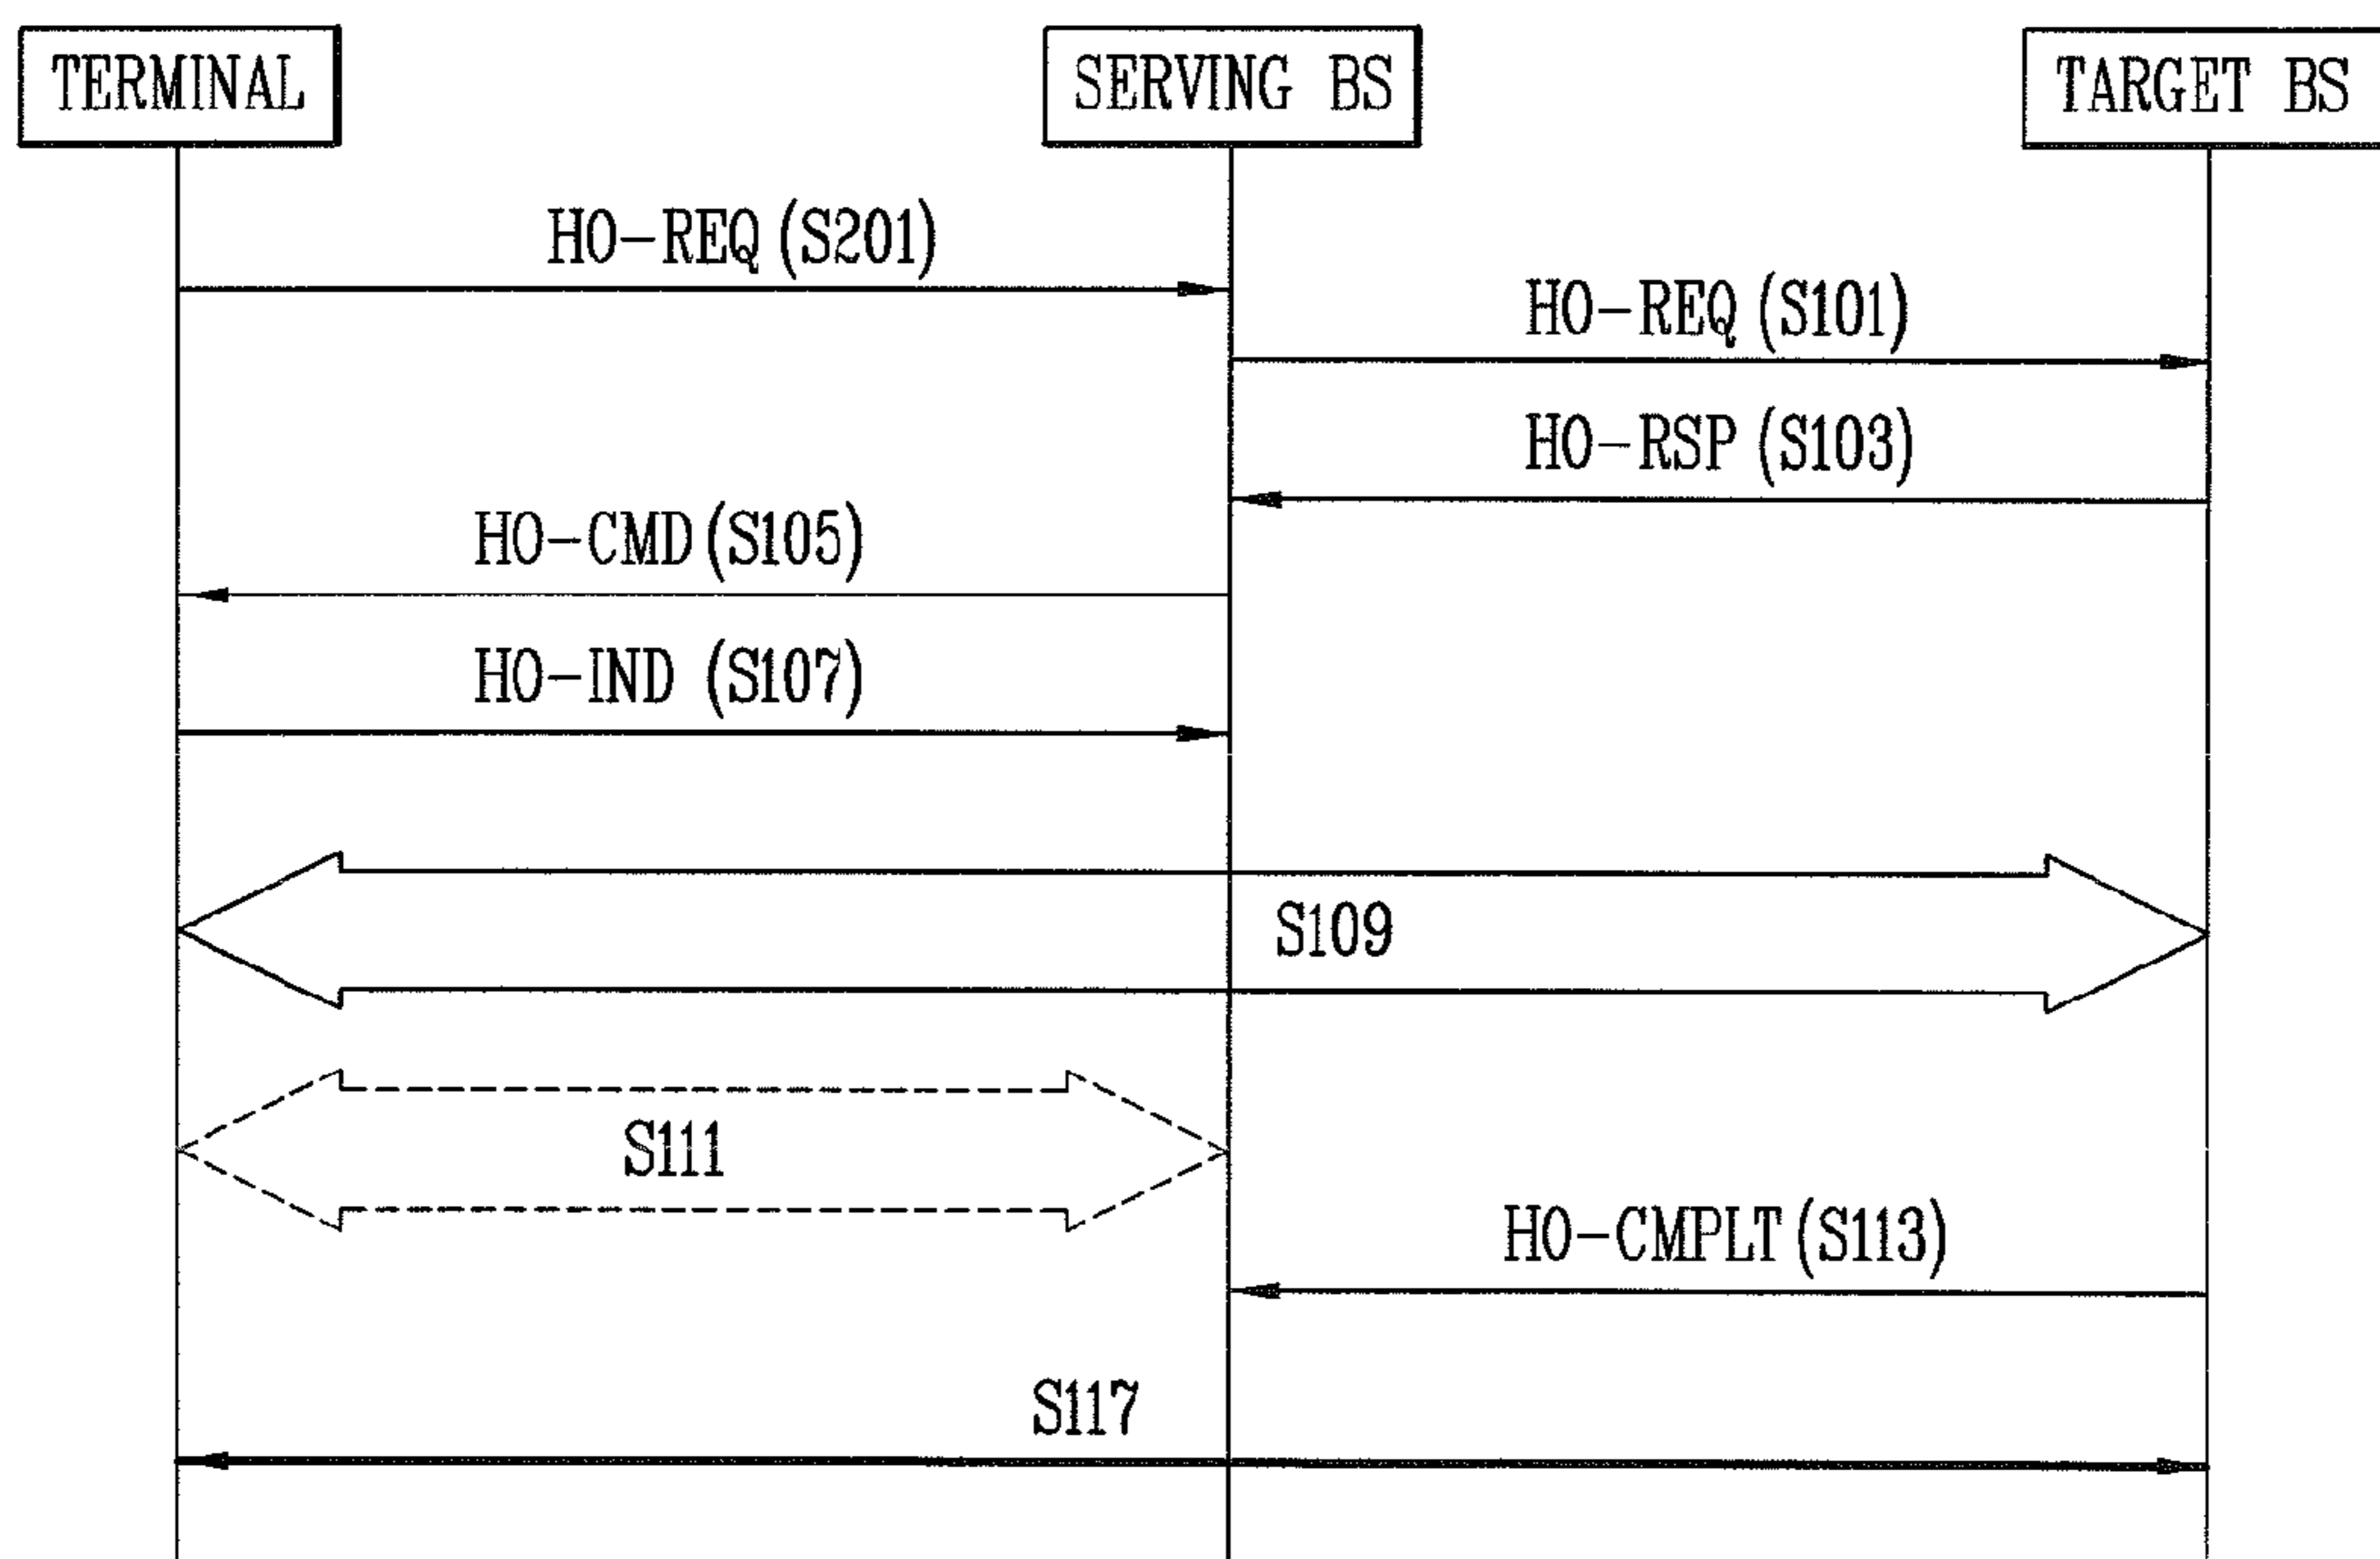 TERMINAL
SERVING BS
TARGET BS
HO-REQ (S201)
HO-REQ (S101)
HO-RSP (S103)
HO-CMD (S105)
HO-IND (S107)
S109
S111
HO-CMPLT (S113)
S117